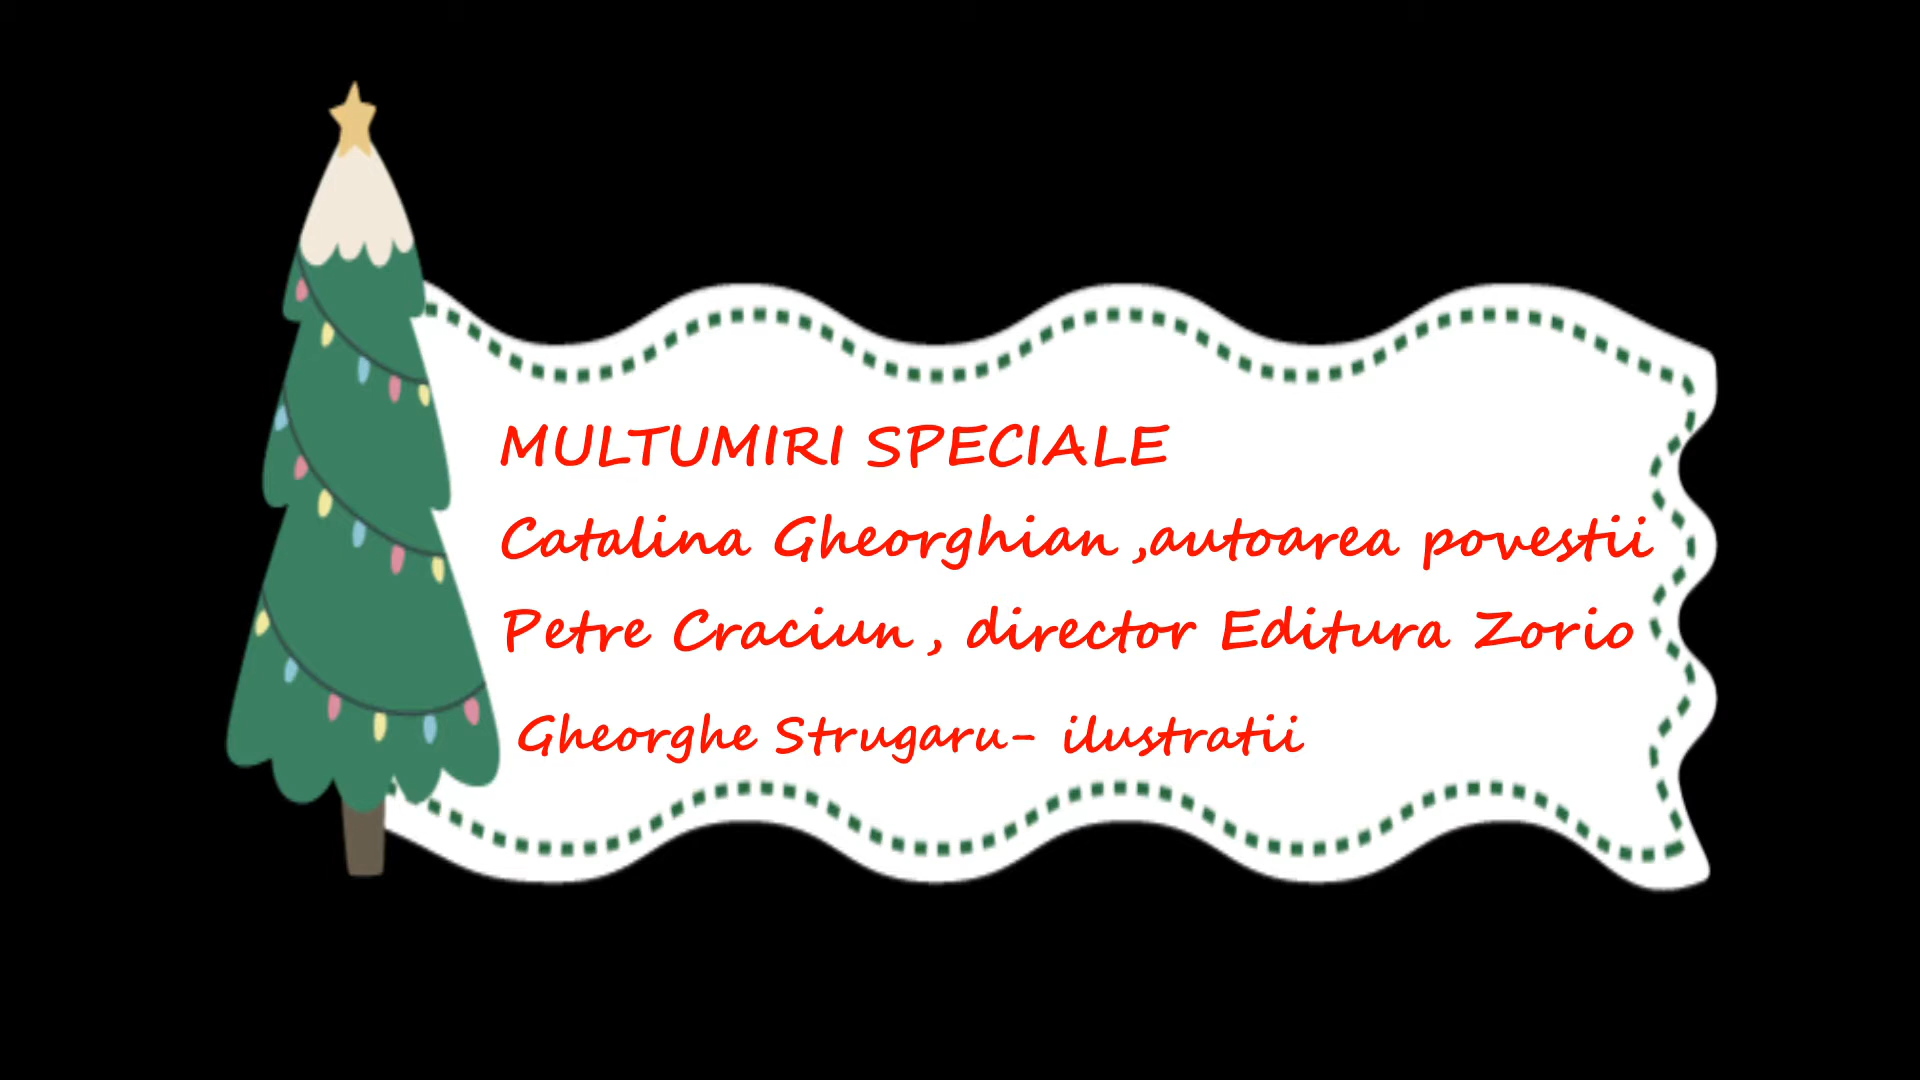 MULTUMIRI SPECIALE
Catalina Gheorghian ,autoarea povestii
Petre Craciun , director Editura Zorio
Gheorghe Strugaru- ilustratii